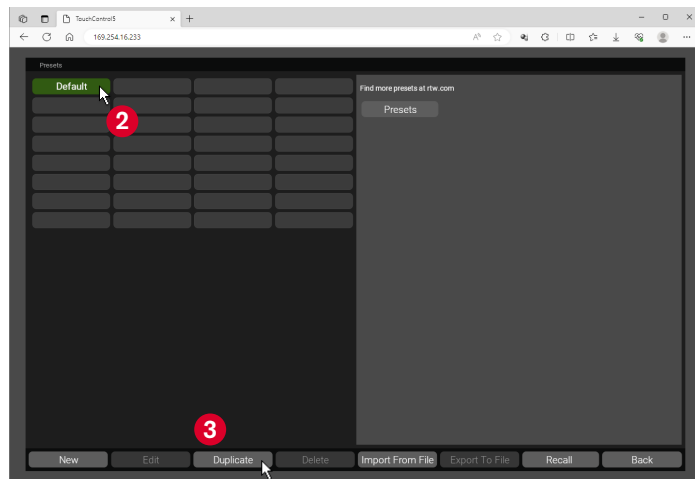 TouchControl5
169.254.16.233
Presets
Default
2
Find more presets at rtw.com
Presets
3
New Edit Duplicate Delete Import From File Export To File Recall Back